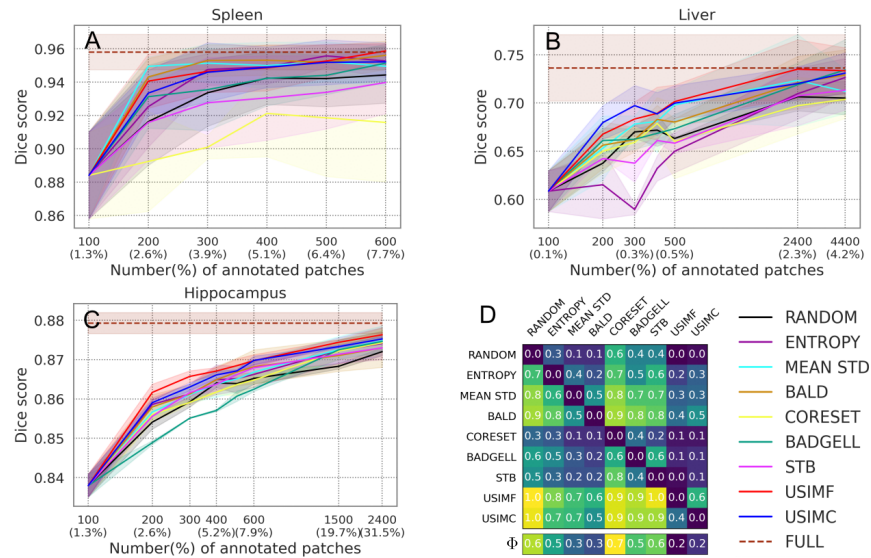 Spleen
A
Dice score
0.96
0.94
0.92
0.90
0.88
0.86
100 200 300 400 500 600
(1.3%) (2.6%) (3.9%) (5.1%) (6.4%) (7.7%)
Number(%) of annotated patches
Liver
B
Dice score
0.75
0.70
0.65
0.60
100 200 300 500 2400 4400
(0.1%) (0.3%) (0.5%) (2.3%) (4.2%)
Number(%) of annotated patches
Hippocampus
C
Dice score
0.88
0.87
0.86
0.85
0.84
100 200 300 400 600 1500 2400
(1.3%) (2.6%) (5.2%) (7.9%) (19.7%) (31.5%)
Number(%) of annotated patches
D
RANDOM ENTROPY MEAN STD BALD CORESET BADGELL STB USIMF USIMC
RANDOM 0.0 0.3 0.1 0.1 0.6 0.4 0.4 0.0 0.0
ENTROPY 0.7 0.0 0.4 0.2 0.7 0.5 0.6 0.2 0.3
MEAN STD 0.8 0.6 0.0 0.5 0.8 0.7 0.7 0.3 0.3
BALD 0.9 0.8 0.5 0.0 0.9 0.8 0.8 0.4 0.5
CORESET 0.3 0.3 0.1 0.1 0.0 0.4 0.2 0.1 0.1
BADGELL 0.6 0.5 0.3 0.2 0.6 0.0 0.6 0.1 0.1
STB 0.5 0.3 0.2 0.2 0.8 0.4 0.0 0.0 0.1
USIMF 1.0 0.8 0.7 0.6 0.9 0.9 1.0 0.0 0.6
USIMC 1.0 0.7 0.7 0.5 0.9 0.9 0.9 0.4 0.0
Φ 0.6 0.5 0.3 0.3 0.7 0.5 0.6 0.2 0.2
RANDOM
ENTROPY
MEAN STD
BALD
CORESET
BADGELL
STB
USIMF
USIMC
FULL